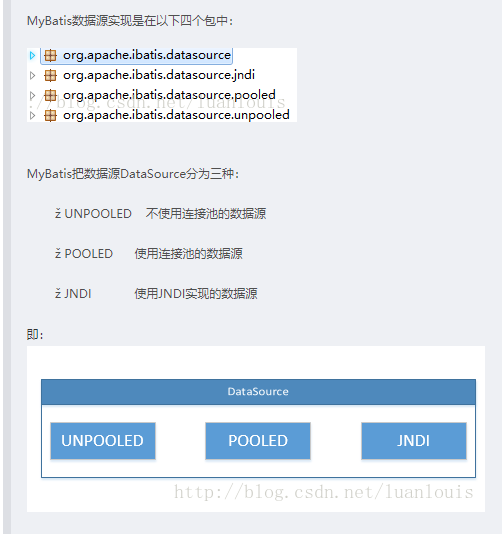 MyBatis数据源实现是在以下四个包中：
org.apache.ibatis.datasource
org.apache.ibatis.datasource.jndi
org.apache.ibatis.datasource.pooled
://blog.csdn.net/luanlouis
org.apache.ibatis.datasource.unpooled
MyBatis把数据源DataSource分为三种：
ž UNPOOLED 不使用连接池的数据源
ž POOLED 使用连接池的数据源
ž JNDI 使用JNDI实现的数据源
即：
DataSource
UNPOOLED POOLED JNDI
http://blog.csdn.net/luanlouis